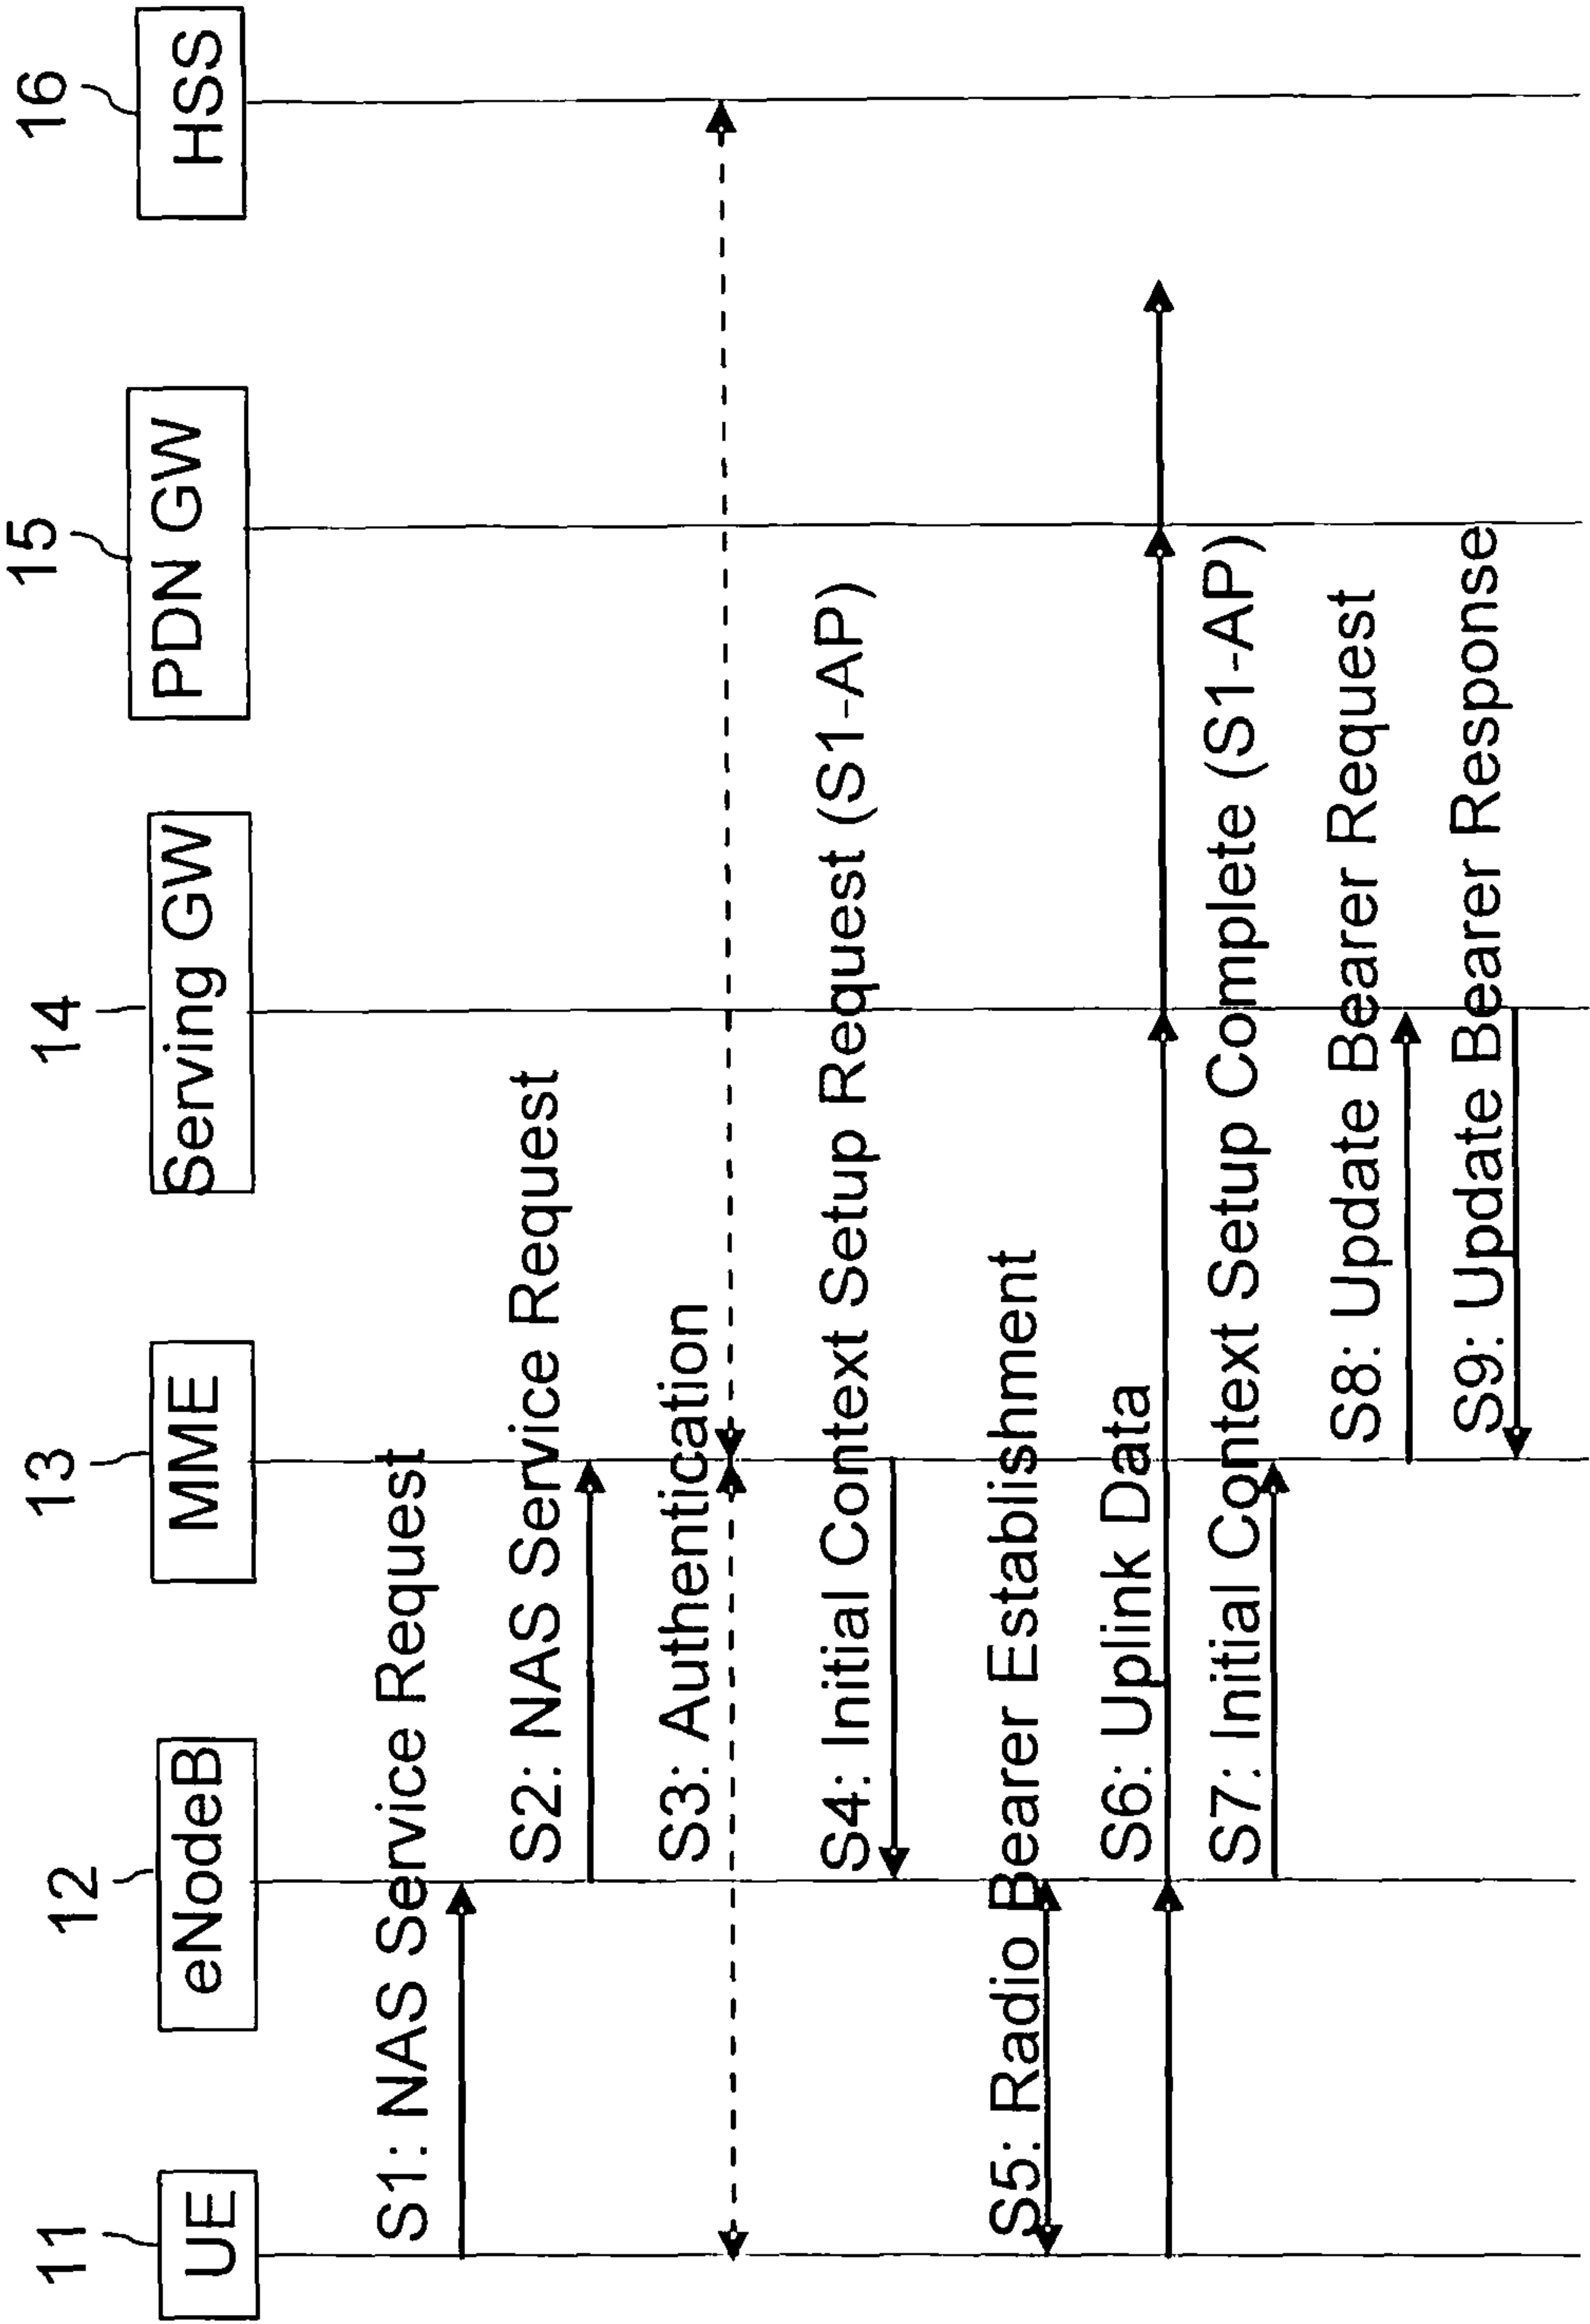 11
12
13
14
15
16
UE
eNodeB
MME
Serving GW
PDN GW
HSS
S1: NAS Service Request
S2: NAS Service Request
S3: Authentication
S4: Initial Context Setup Request (S1-AP)
S5: Radio Bearer Establishment
S6: Uplink Data
S7: Initial Context Setup Complete (S1-AP)
S8: Update Bearer Request
S9: Update Bearer Response